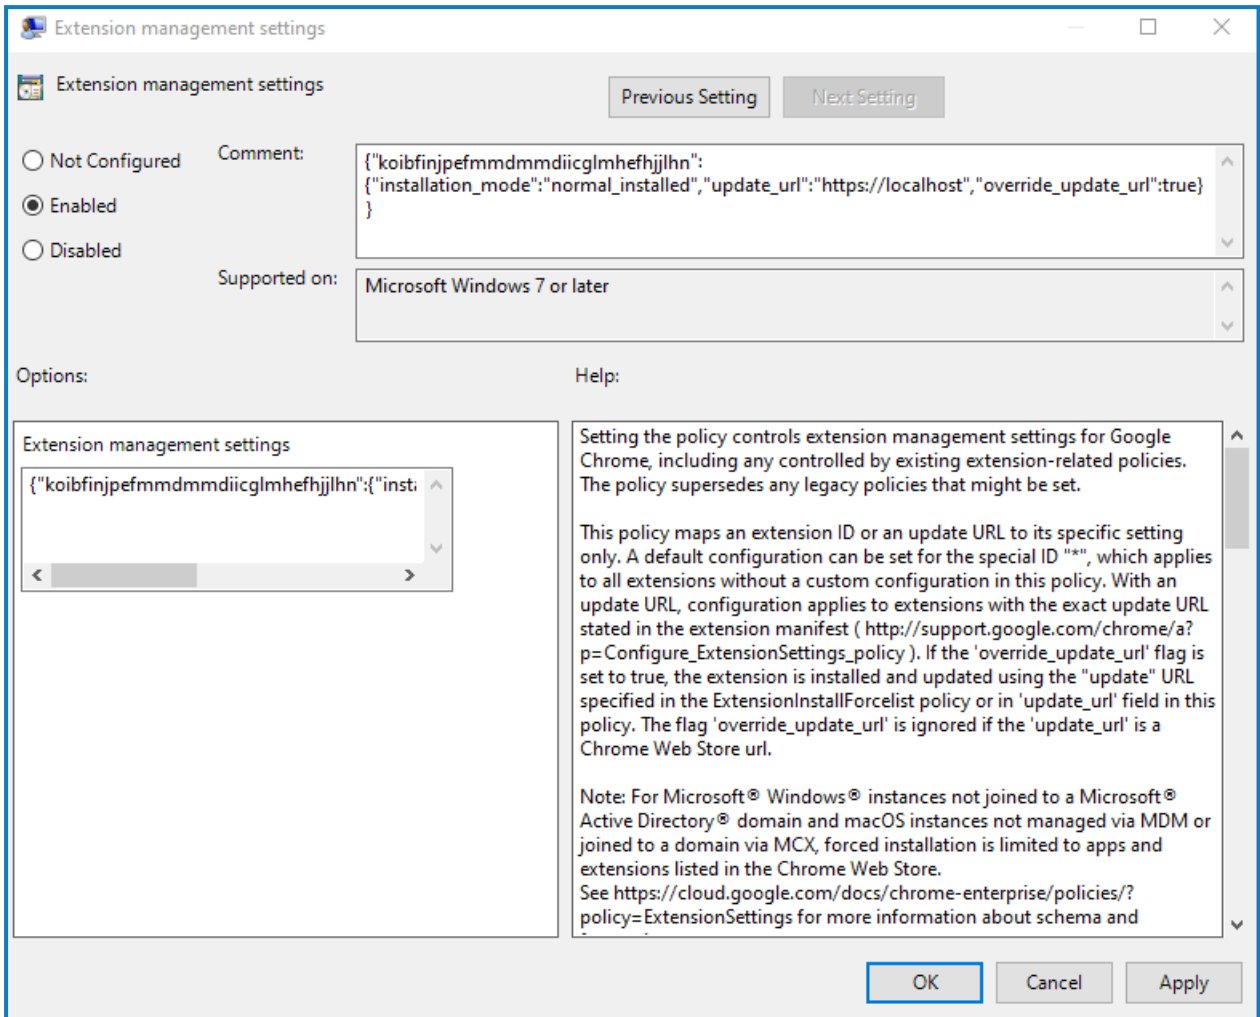 Extension management settings
Extension management settings
Previous Setting
Next Setting
Not Configured
Enabled
Disabled
Comment:
{"koibfinjpefmmdmmdiicglmhefhjjlhn":
{"installation_mode":"normal_installed","update_url":"https://localhost","override_update_url":true}
}
Supported on:
Microsoft Windows 7 or later
Options:
Help:
Extension management settings
{"koibfinjpefmmdmmdiicglmhefhjjlhn":{"insta
Setting the policy controls extension management settings for Google
Chrome, including any controlled by existing extension-related policies.
The policy supersedes any legacy policies that might be set.
This policy maps an extension ID or an update URL to its specific setting
only. A default configuration can be set for the special ID "*", which applies
to all extensions without a custom configuration in this policy. With an
update URL, configuration applies to extensions with the exact update URL
stated in the extension manifest ( http://support.google.com/chrome/a?
p=Configure_ExtensionSettings_policy ). If the 'override_update_url' flag is
set to true, the extension is installed and updated using the "update" URL
specified in the ExtensionInstallForcelist policy or in 'update_url' field in this
policy. The flag 'override_update_url' is ignored if the 'update_url' is a
Chrome Web Store url.
Note: For Microsoft® Windows® instances not joined to a Microsoft®
Active Directory® domain and macOS instances not managed via MDM or
joined to a domain via MCX, forced installation is limited to apps and
extensions listed in the Chrome Web Store.
See https://cloud.google.com/docs/chrome-enterprise/policies/?
policy=ExtensionSettings for more information about schema and
OK
Cancel
Apply